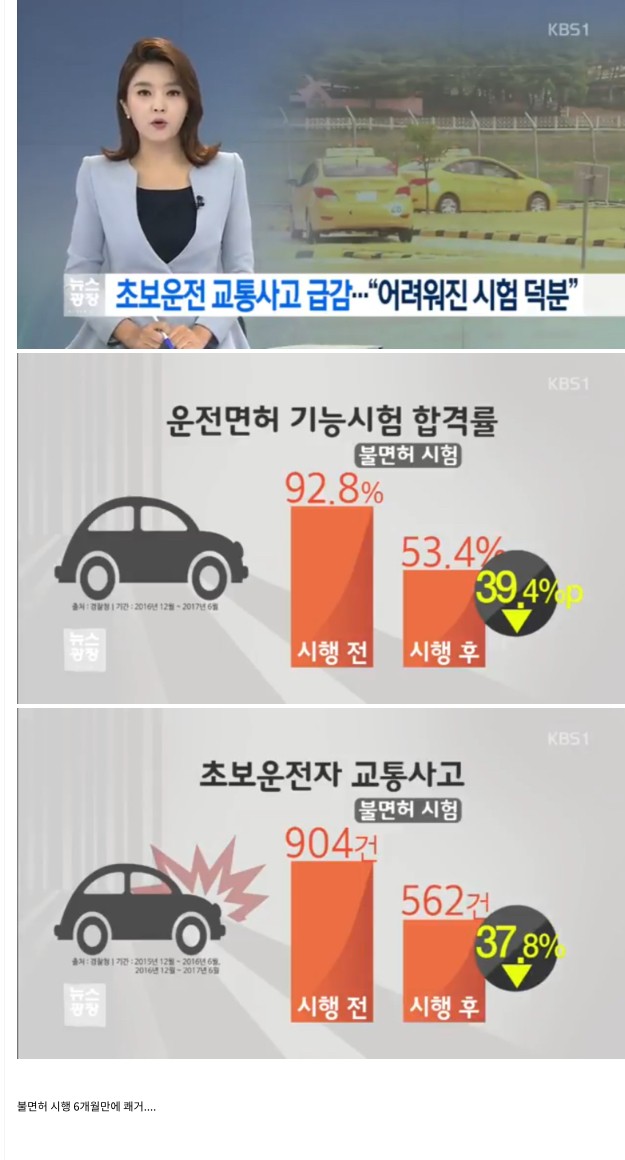 KBS1
뉴스
광장
초보운전 교통사고 급감…“어려워진 시험 덕분”
KBS1
운전면허 기능시험 합격률
불면허 시험
92.8%
53.4%
39.4%p
시행 전
시행 후
출처 : 경찰청 | 기간 : 2016년 12월 ~ 2017년 6월
뉴스
광장
KBS1
초보운전자 교통사고
불면허 시험
904건
562건
37.8%
시행 전
시행 후
출처 : 경찰청 | 기간 : 2015년 12월 ~ 2016년 6월,
2016년 12월 ~ 2017년 6월
뉴스
광장
불면허 시행 6개월만에 쾌거....